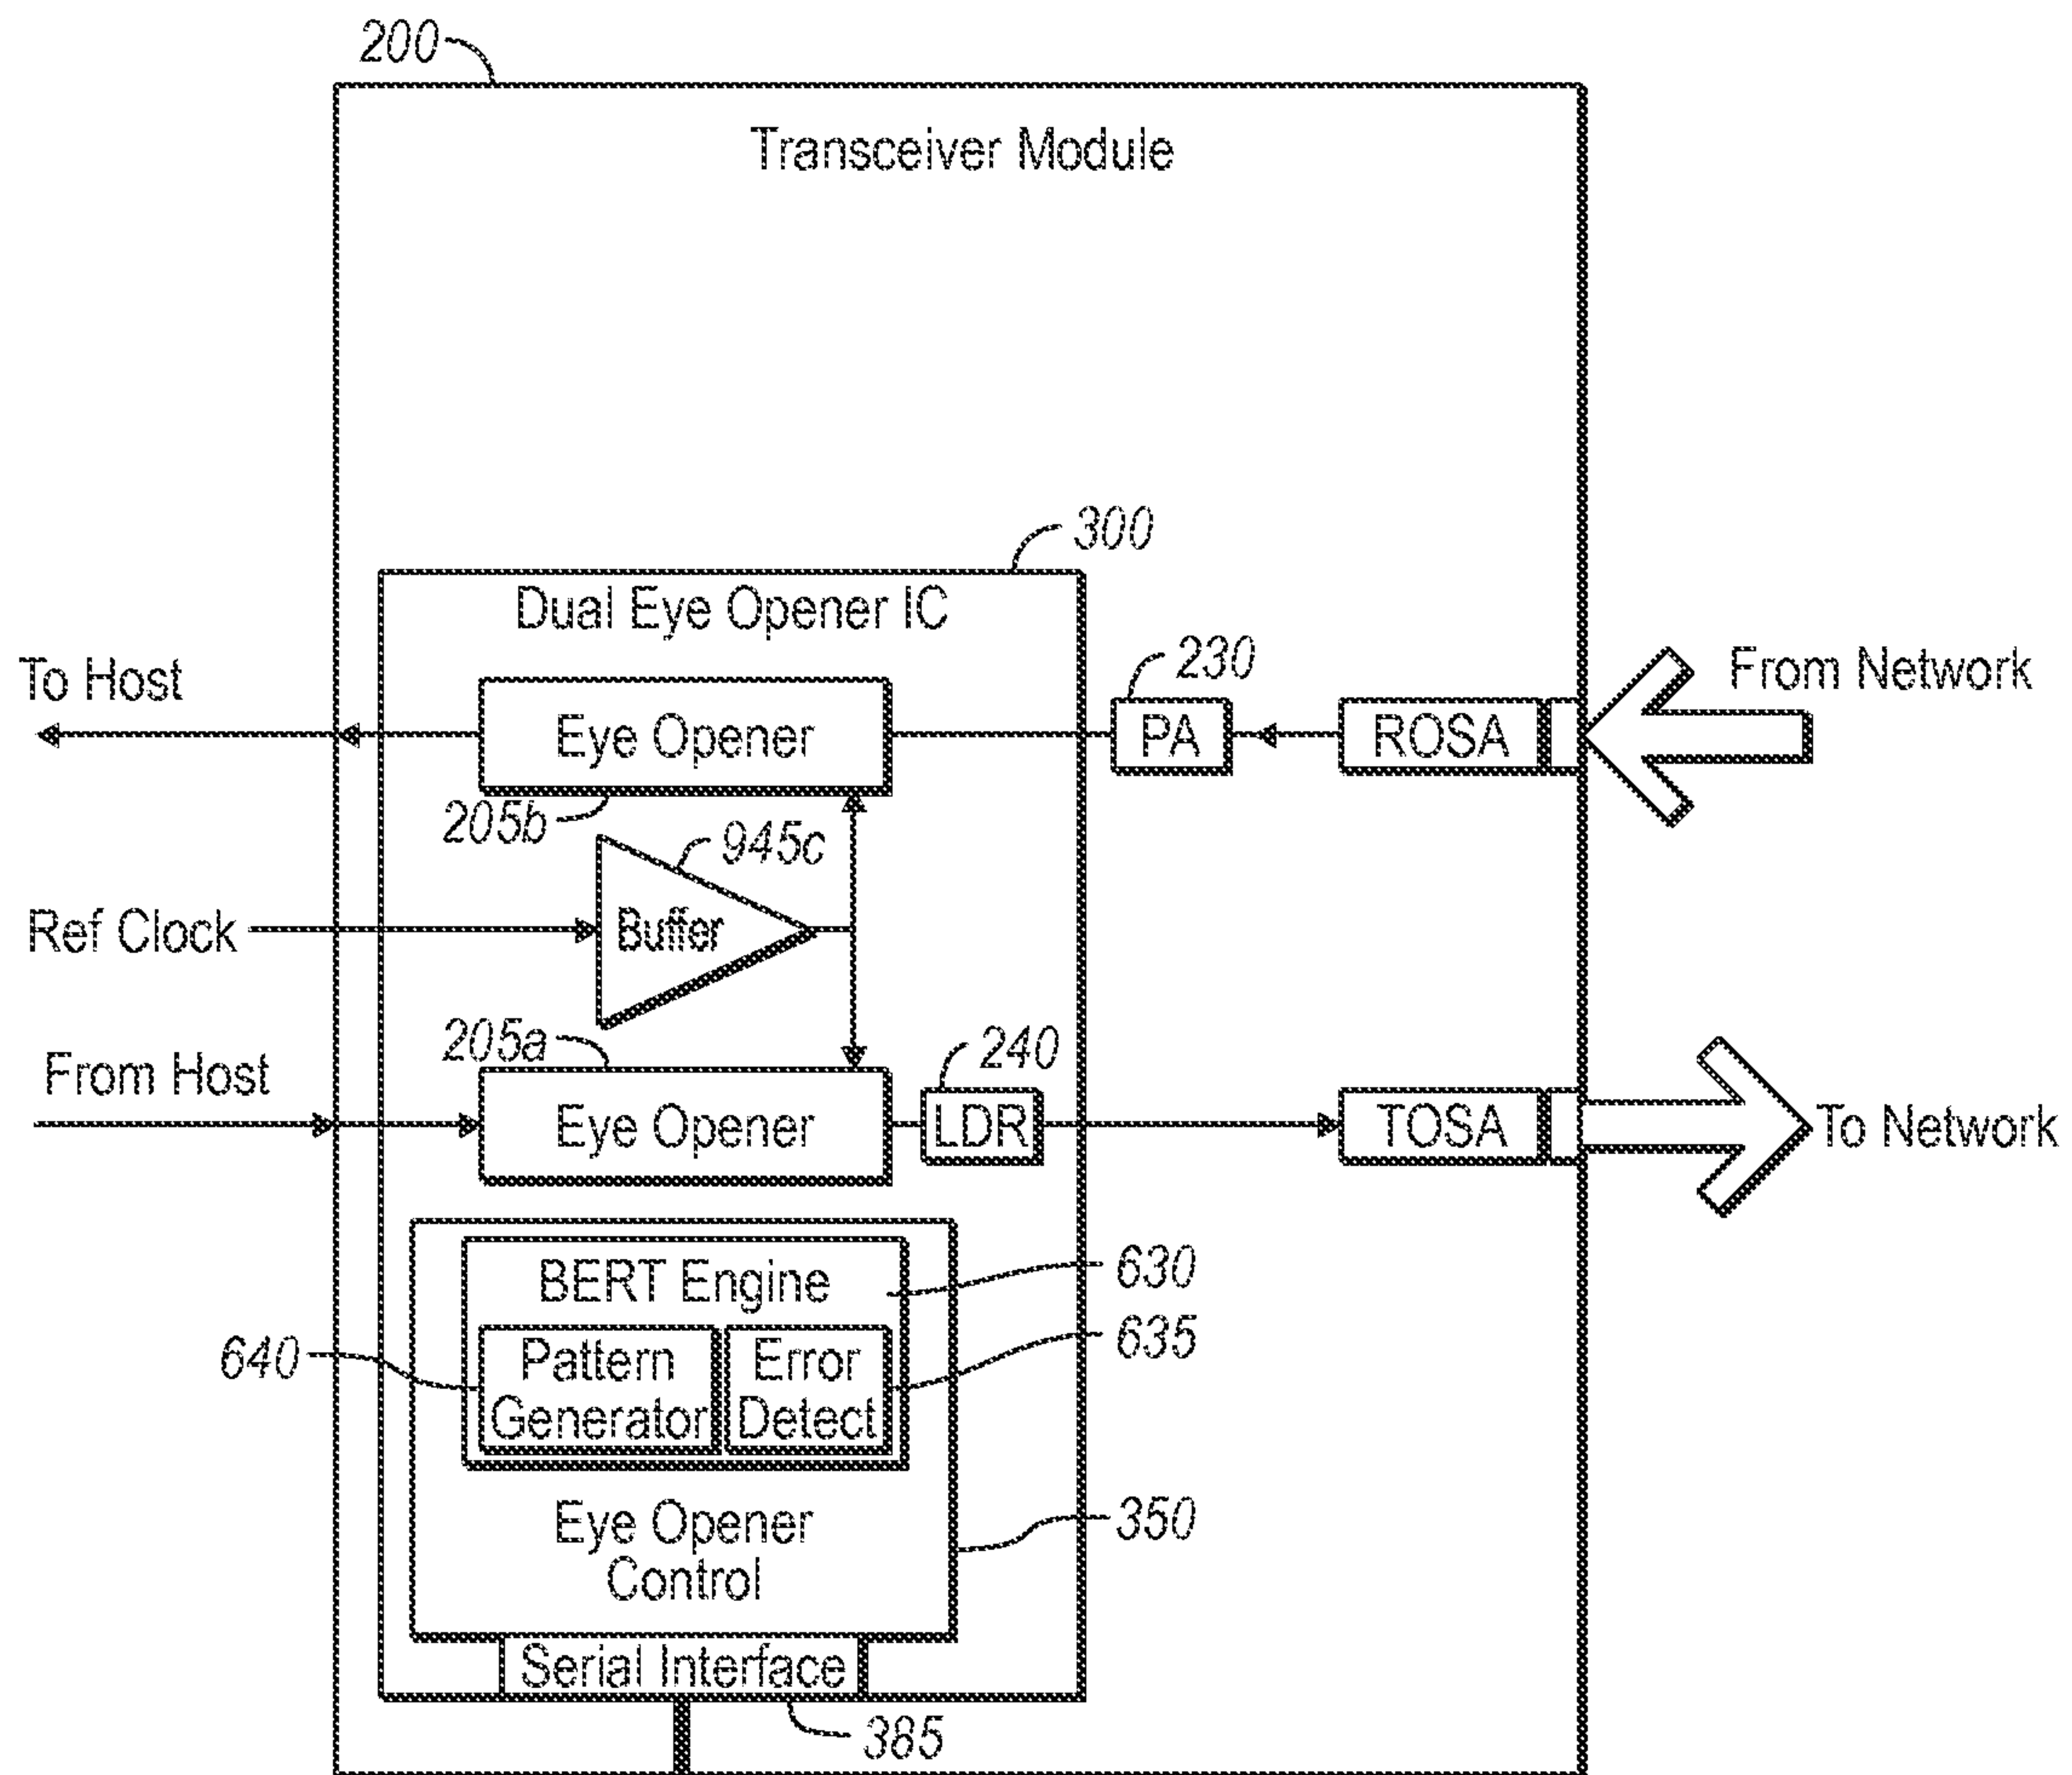 200
Transceiver Module
300
Dual Eye Opener IC
To Host
230
From Network
Eye Opener
PA
ROSA
205b
945c
Ref Clock
Buffer
205a
240
From Host
Eye Opener
LDR
TOSA
To Network
BERT Engine
630
640
Pattern
Generator
Error
Detect
635
Eye Opener
Control
350
Serial Interface
385